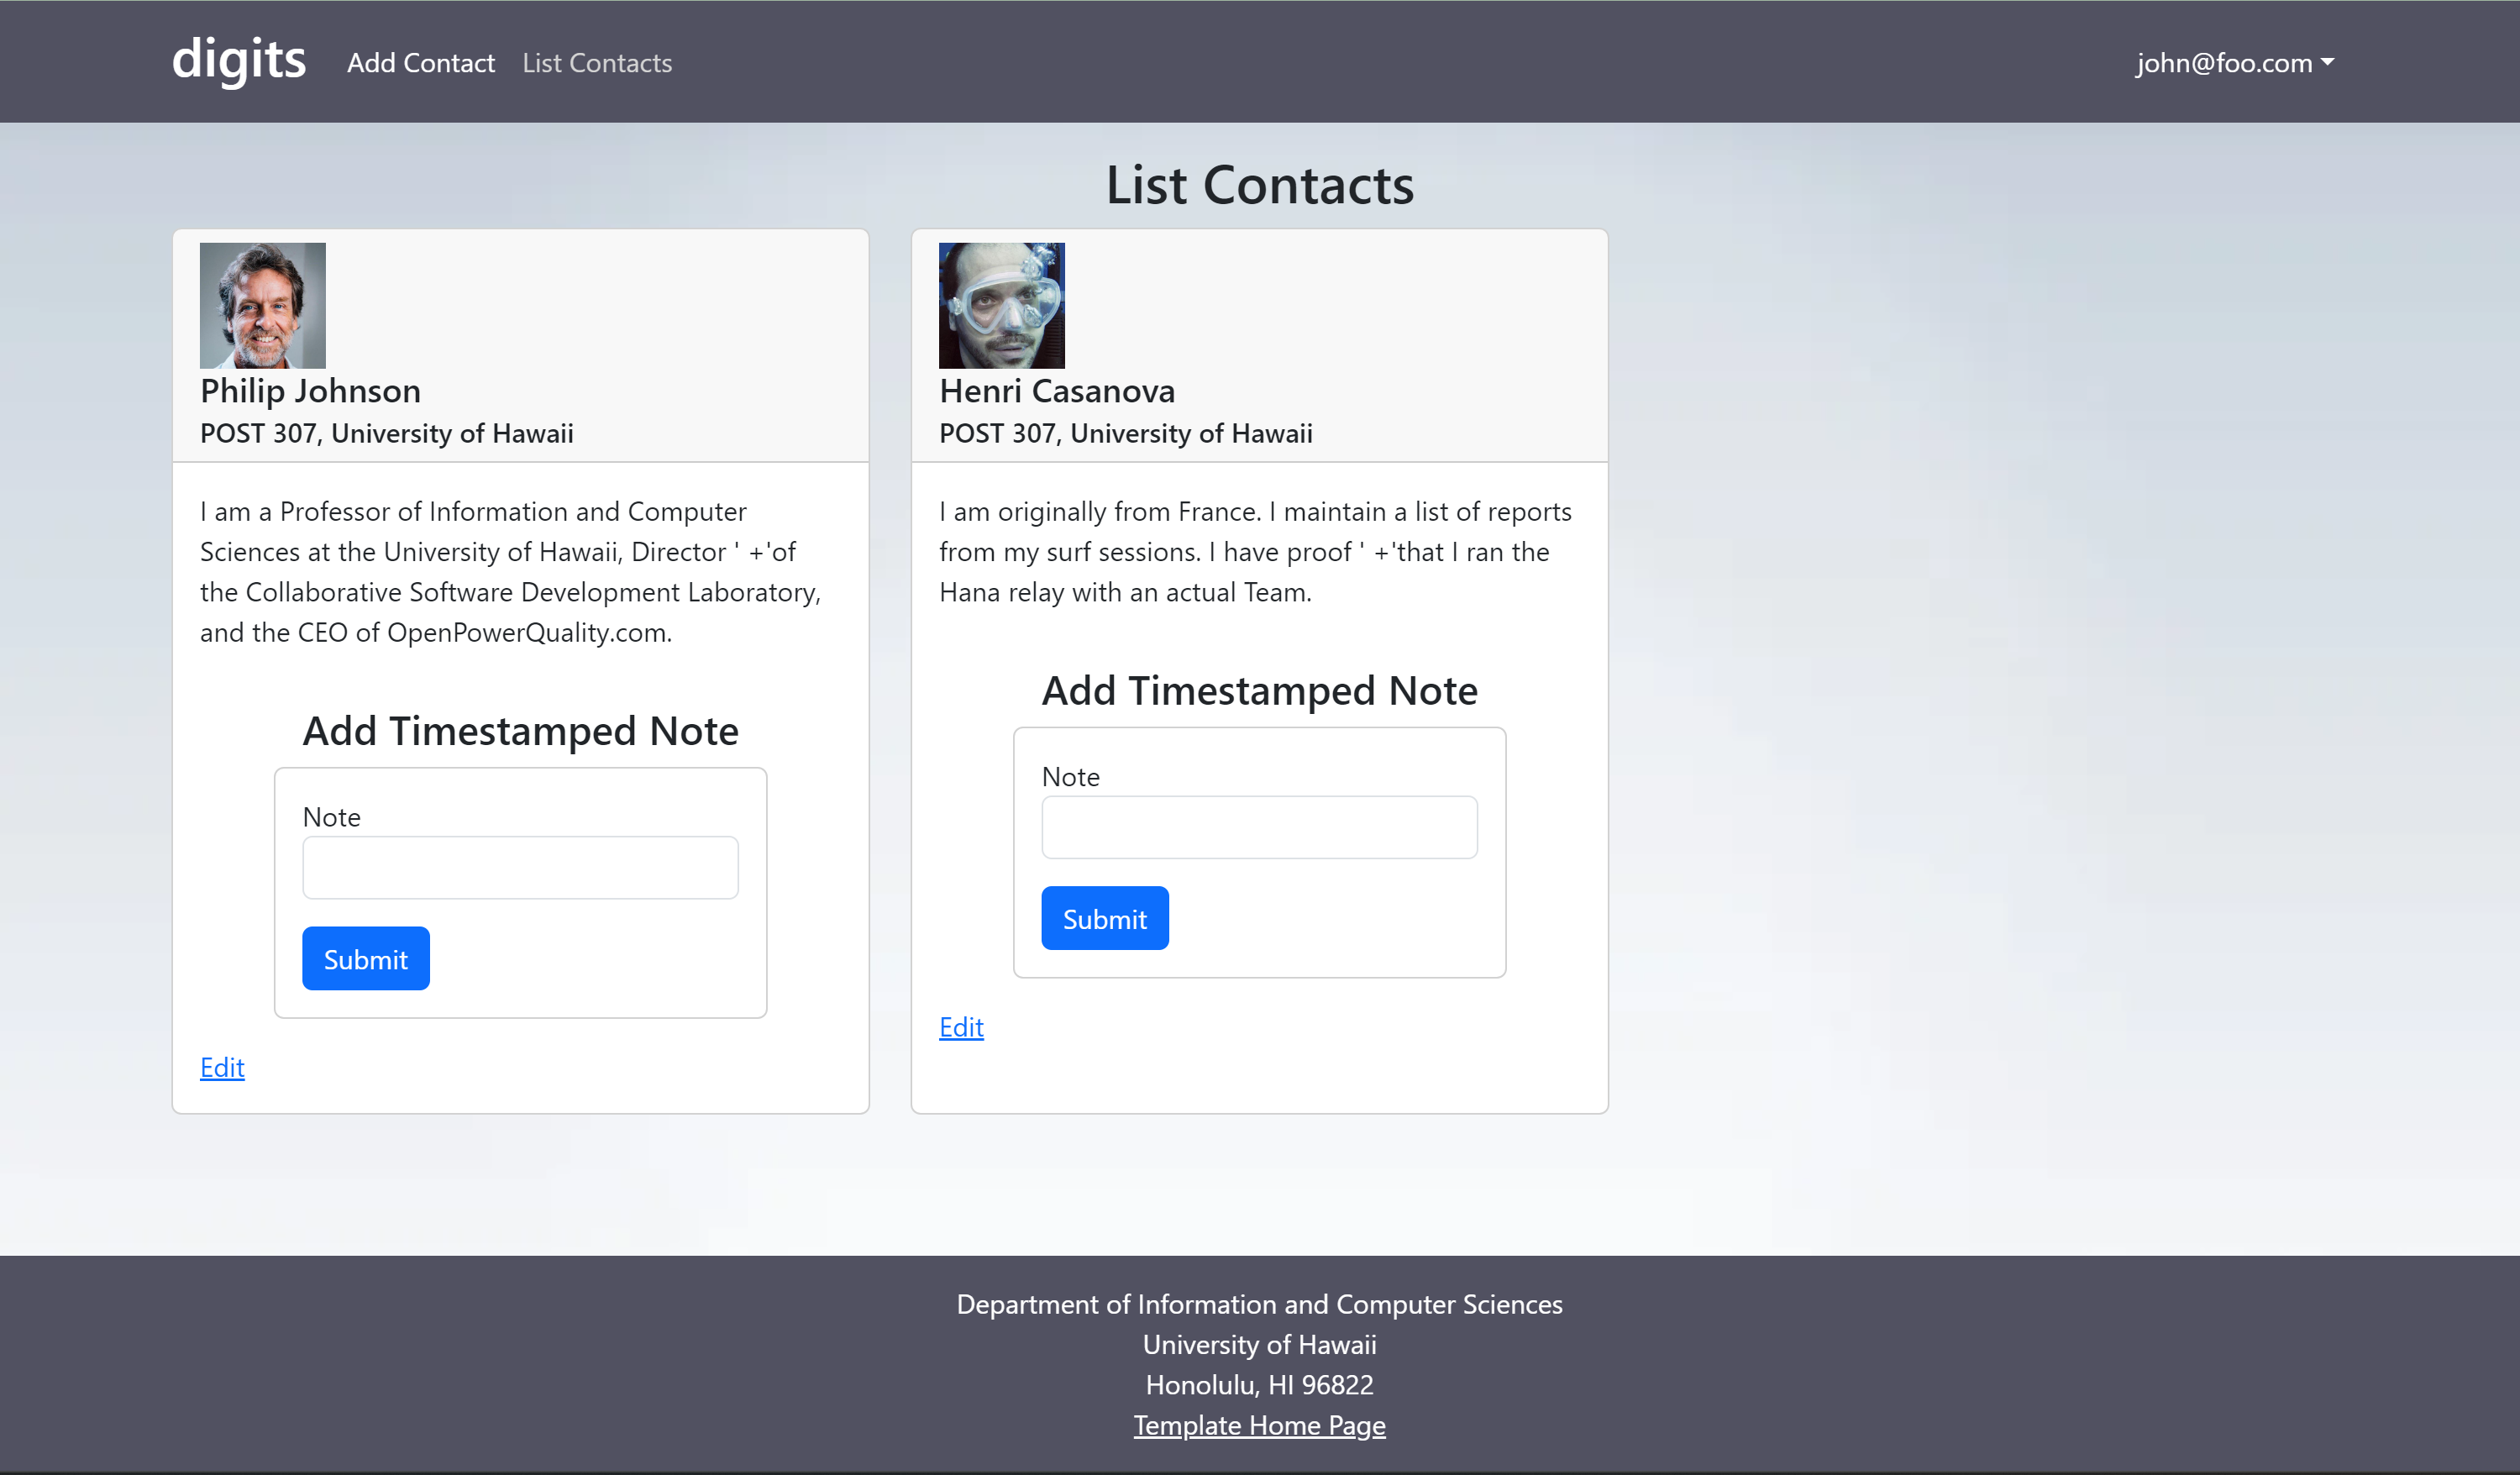 digits Add Contact List Contacts john@foo.com
List Contacts
Philip Johnson
POST 307, University of Hawaii
I am a Professor of Information and Computer
Sciences at the University of Hawaii, Director ' +'of
the Collaborative Software Development Laboratory,
and the CEO of OpenPowerQuality.com.
Add Timestamped Note
Note
Submit
Edit
Henri Casanova
POST 307, University of Hawaii
I am originally from France. I maintain a list of reports
from my surf sessions. I have proof ' +'that I ran the
Hana relay with an actual Team.
Add Timestamped Note
Note
Submit
Edit
Department of Information and Computer Sciences
University of Hawaii
Honolulu, HI 96822
Template Home Page